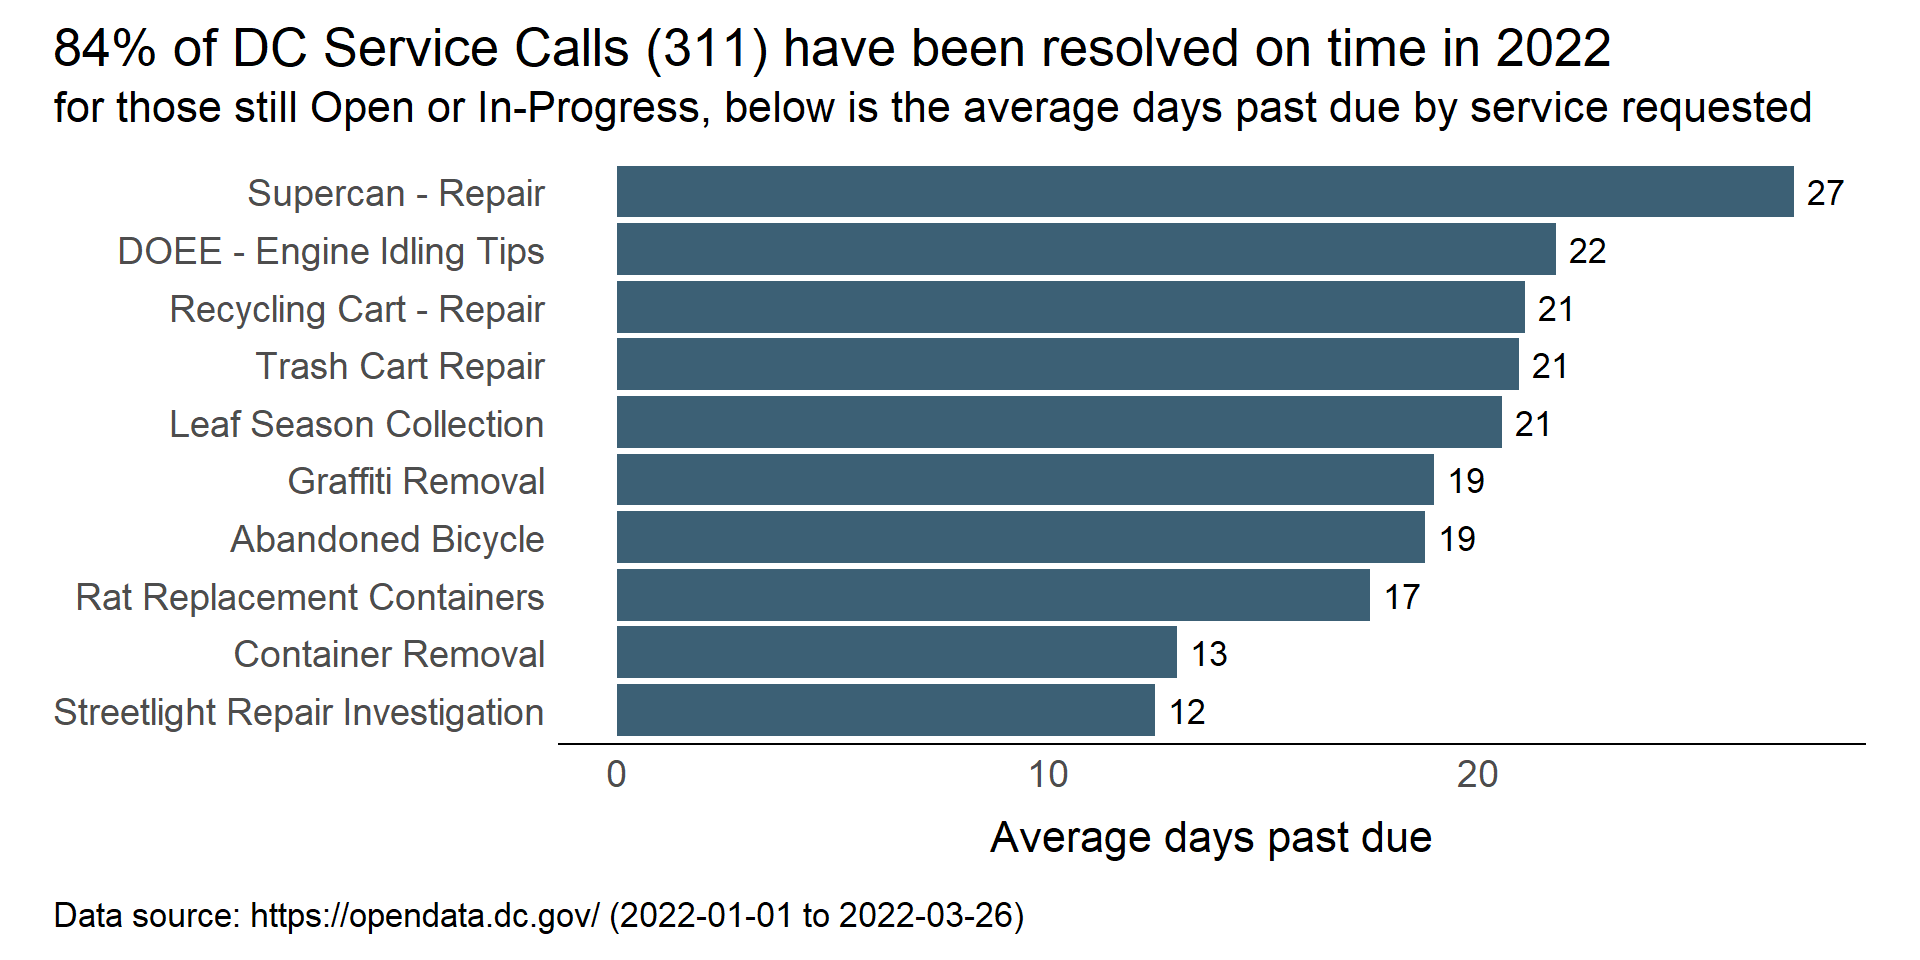 84% of DC Service Calls (311) have been resolved on time in 2022
for those still Open or In-Progress, below is the average days past due by service requested
Supercan - Repair 27
DOEE - Engine Idling Tips 22
Recycling Cart - Repair 21
Trash Cart Repair 21
Leaf Season Collection 21
Graffiti Removal 19
Abandoned Bicycle 19
Rat Replacement Containers 17
Container Removal 13
Streetlight Repair Investigation 12
0 10 20
Average days past due
Data source: https://opendata.dc.gov/ (2022-01-01 to 2022-03-26)